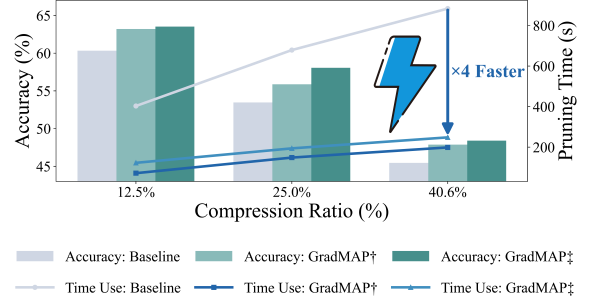 65
60
55
50
45
Accuracy (%)
800
600
400
200
Pruning Time (s)
×4 Faster
12.5%
25.0%
40.6%
Compression Ratio (%)
Accuracy: Baseline
Accuracy: GradMAP†
Accuracy: GradMAP‡
Time Use: Baseline
Time Use: GradMAP†
Time Use: GradMAP‡